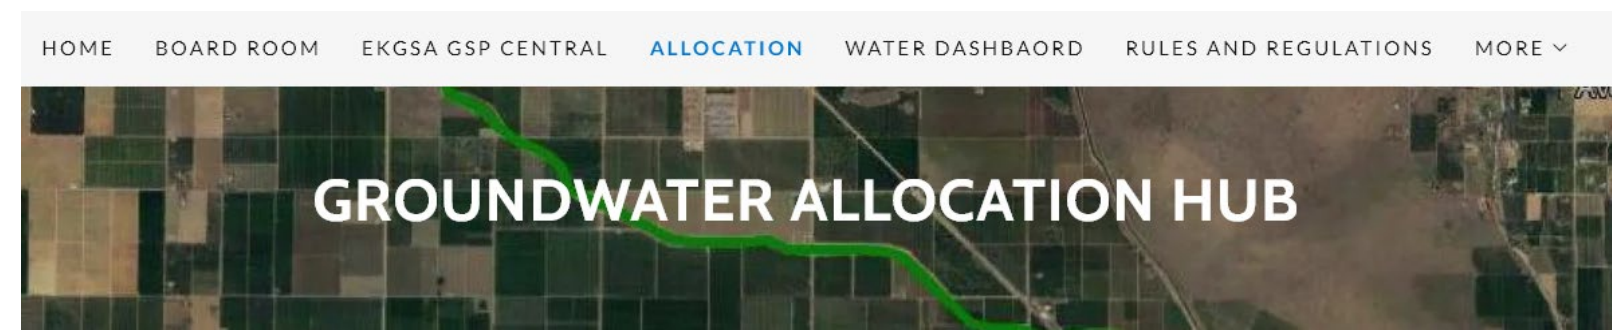 HOME BOARD ROOM EKGSA GSP CENTRAL ALLOCATION WATER DASHBAORD RULES AND REGULATIONS MORE
GROUNDWATER ALLOCATION HUB